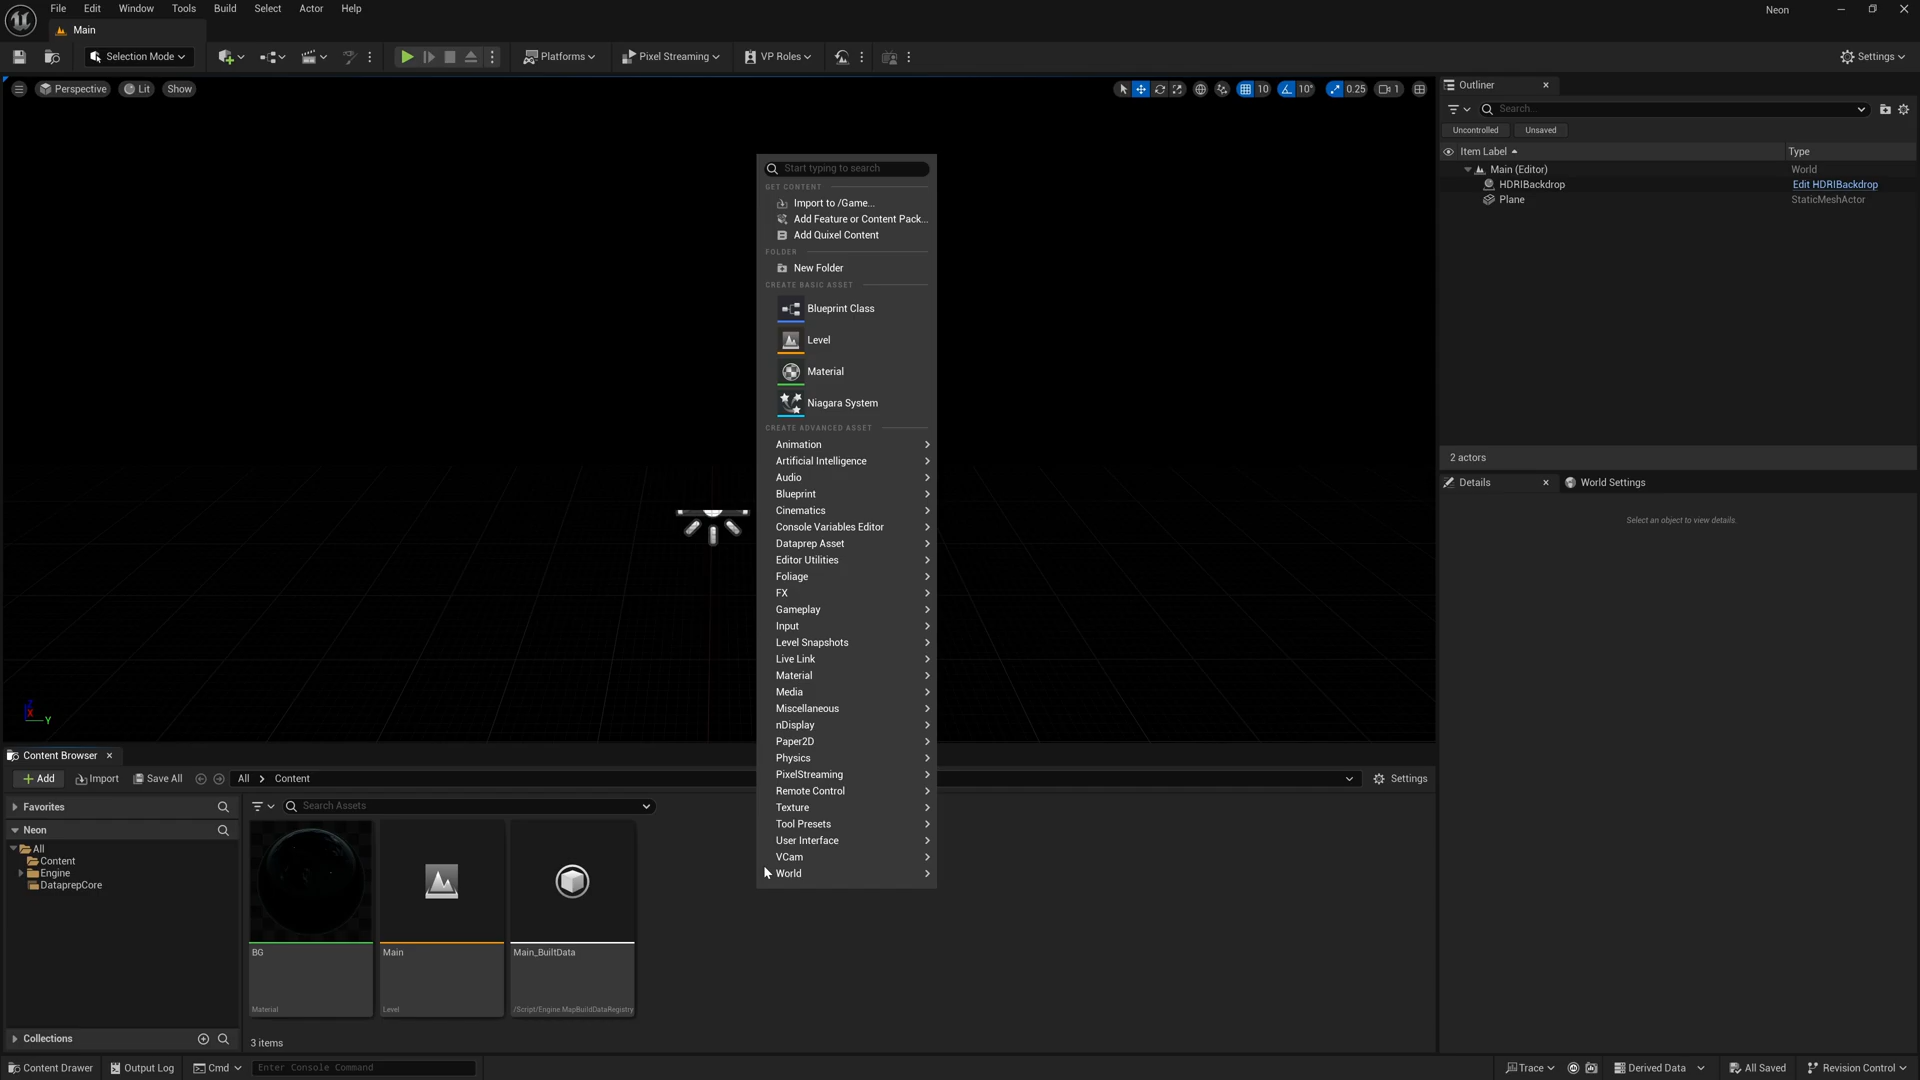 File Edit Window Tools Build Select Actor Help
Neon
Main
Selection Mode
Platforms
Pixel Streaming
VP Roles
Settings
Perspective
Lit
Show
10
10°
0.25
1
Outliner
Search...
Uncontrolled
Unsaved
Item Label
Type
Main (Editor)
World
HDRIBackdrop
Edit HDRIBackdrop
Plane
StaticMeshActor
2 actors
Details
World Settings
Select an object to view details.
Start typing to search
GET CONTENT
Import to /Game...
Add Feature or Content Pack...
Add Quixel Content
FOLDER
New Folder
CREATE BASIC ASSET
Blueprint Class
Level
Material
Niagara System
CREATE ADVANCED ASSET
Animation
Artificial Intelligence
Audio
Blueprint
Cinematics
Console Variables Editor
Dataprep Asset
Editor Utilities
Foliage
FX
Gameplay
Input
Level Snapshots
Live Link
Material
Media
Miscellaneous
nDisplay
Paper2D
Physics
PixelStreaming
Remote Control
Texture
Tool Presets
User Interface
VCam
World
Z
X
Y
Content Browser
Add
Import
Save All
All
Content
Settings
Favorites
Neon
All
Content
Engine
DataprepCore
Collections
Search Assets
BG
Material
Main
Level
Main_BuiltData
/Script/Engine.MapBuildDataRegistry
3 items
Content Drawer
Output Log
Cmd
Enter Console Command
Trace
Derived Data
All Saved
Revision Control